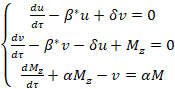 du/dτ − β*u + δv = 0
dv/dτ − β*v − δu + M_z = 0
dM_z/dτ + αM_z − v = αM